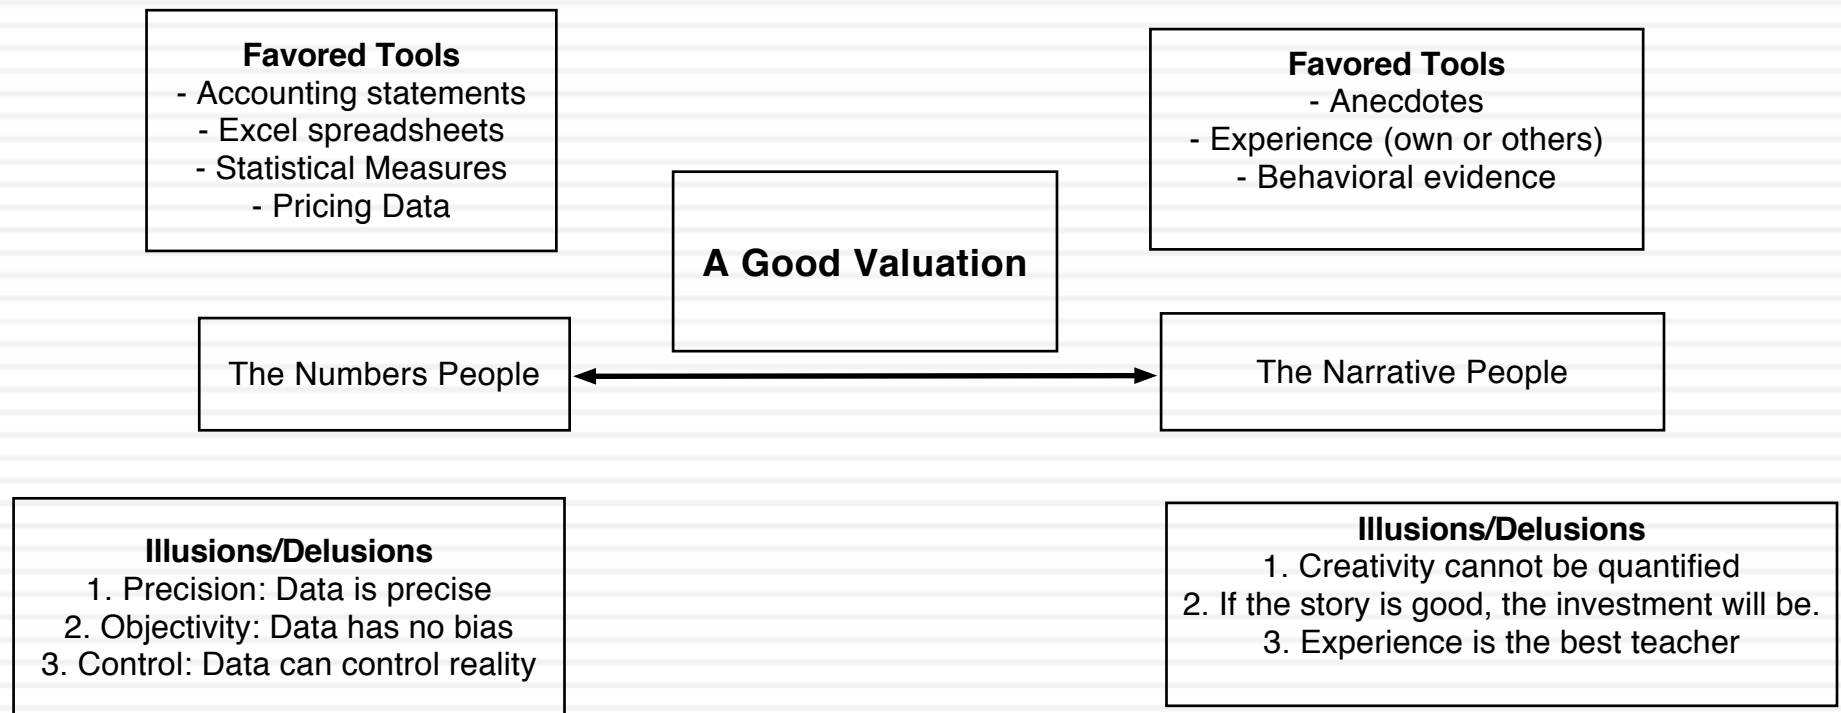 Favored Tools
- Accounting statements
- Excel spreadsheets
- Statistical Measures
- Pricing Data
Favored Tools
- Anecdotes
- Experience (own or others)
- Behavioral evidence
A Good Valuation
The Numbers People
The Narrative People
Illusions/Delusions
1. Precision: Data is precise
2. Objectivity: Data has no bias
3. Control: Data can control reality
Illusions/Delusions
1. Creativity cannot be quantified
2. If the story is good, the investment will be.
3. Experience is the best teacher